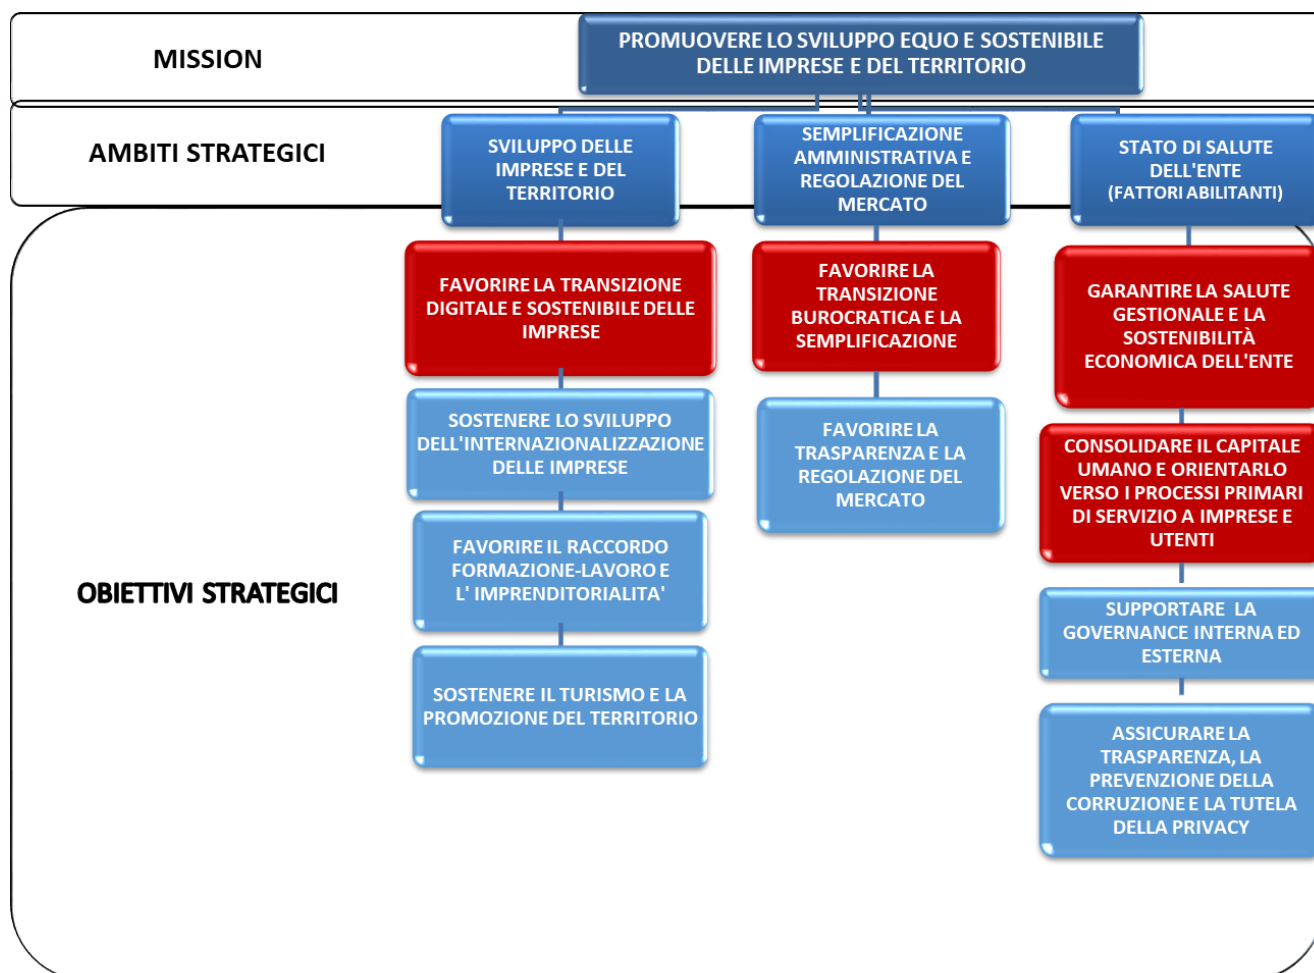 MISSION
PROMUOVERE LO SVILUPPO EQUO E SOSTENIBILE
DELLE IMPRESE E DEL TERRITORIO
AMBITI STRATEGICI
SVILUPPO DELLE
IMPRESE E DEL
TERRITORIO
SEMPLIFICAZIONE
AMMINISTRATIVA E
REGOLAZIONE DEL
MERCATO
STATO DI SALUTE
DELL'ENTE
(FATTORI ABILITANTI)
OBIETTIVI STRATEGICI
FAVORIRE LA TRANSIZIONE
DIGITALE E SOSTENIBILE DELLE
IMPRESE
SOSTENERE LO SVILUPPO
DELL'INTERNAZIONALIZZAZIONE
DELLE IMPRESE
FAVORIRE IL RACCORDO
FORMAZIONE-LAVORO E
L' IMPRENDITORIALITA'
SOSTENERE IL TURISMO E LA
PROMOZIONE DEL TERRITORIO
FAVORIRE LA
TRANSIZIONE
BUROCRATICA E LA
SEMPLIFICAZIONE
FAVORIRE LA
TRASPARENZA E LA
REGOLAZIONE DEL
MERCATO
GARANTIRE LA SALUTE
GESTIONALE E LA
SOSTENIBILITÀ
ECONOMICA DELL'ENTE
CONSOLIDARE IL CAPITALE
UMANO E ORIENTARLO
VERSO I PROCESSI PRIMARI
DI SERVIZIO A IMPRESE E
UTENTI
SUPPORTARE LA
GOVERNANCE INTERNA ED
ESTERNA
ASSICURARE LA
TRASPARENZA, LA
PREVENZIONE DELLA
CORRUZIONE E LA TUTELA
DELLA PRIVACY